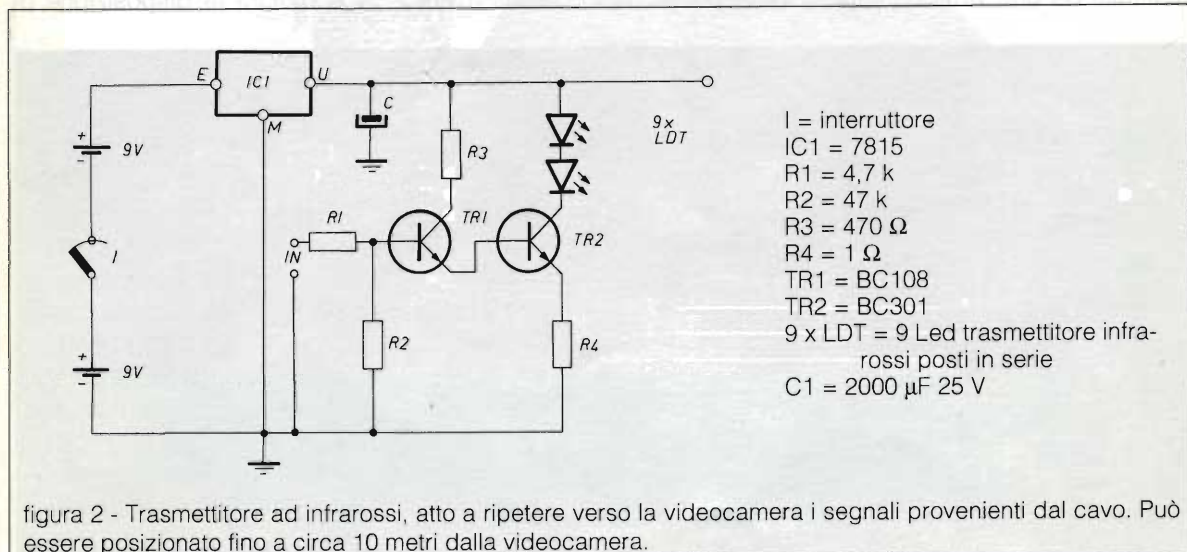 E
IC1
U
M
+
9V
-
I
+
9V
-
C
R3
9x
LDT
R1
IN
TR1
TR2
R2
R4
I = interruttore
IC1 = 7815
R1 = 4,7 k
R2 = 47 k
R3 = 470 Ω
R4 = 1 Ω
TR1 = BC108
TR2 = BC301
9 x LDT = 9 Led trasmettitore infra-
rossi posti in serie
C1 = 2000 µF 25 V
figura 2 - Trasmettitore ad infrarossi, atto a ripetere verso la videocamera i segnali provenienti dal cavo. Può
essere posizionato fino a circa 10 metri dalla videocamera.